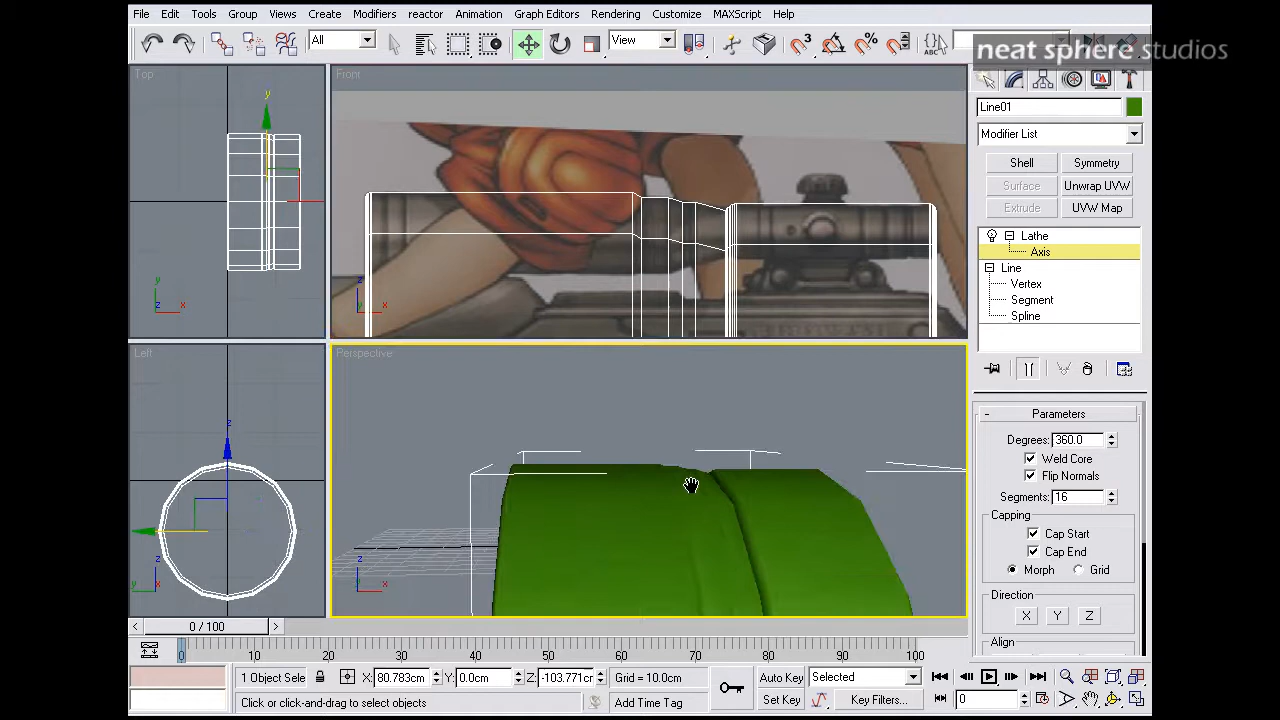 File Edit Tools Group Views Create Modifiers reactor Animation Graph Editors Rendering Customize MAXScript Help
All View 3 % ABC
neat sphere studios
Top Front
Line01
Modifier List
Shell Symmetry
Surface Unwrap UVW
Extrude UVW Map
Lathe
Axis
Line
Vertex
Segment
Spline
y
y z x
z x
Left Perspective
z
z y x
z x
Parameters
Degrees: 360.0
Weld Core
Flip Normals
Segments: 16
Capping
Cap Start
Cap End
Morph Grid
Direction
X Y Z
Align
0 / 100
0 10 20 30 40 50 60 70 80 90 100
1 Object Sele X: 80.783cm Y: 0.0cm Z: -103.771cm Grid = 10.0cm Auto Key Selected
Click or click-and-drag to select objects Add Time Tag Set Key Key Filters... 0